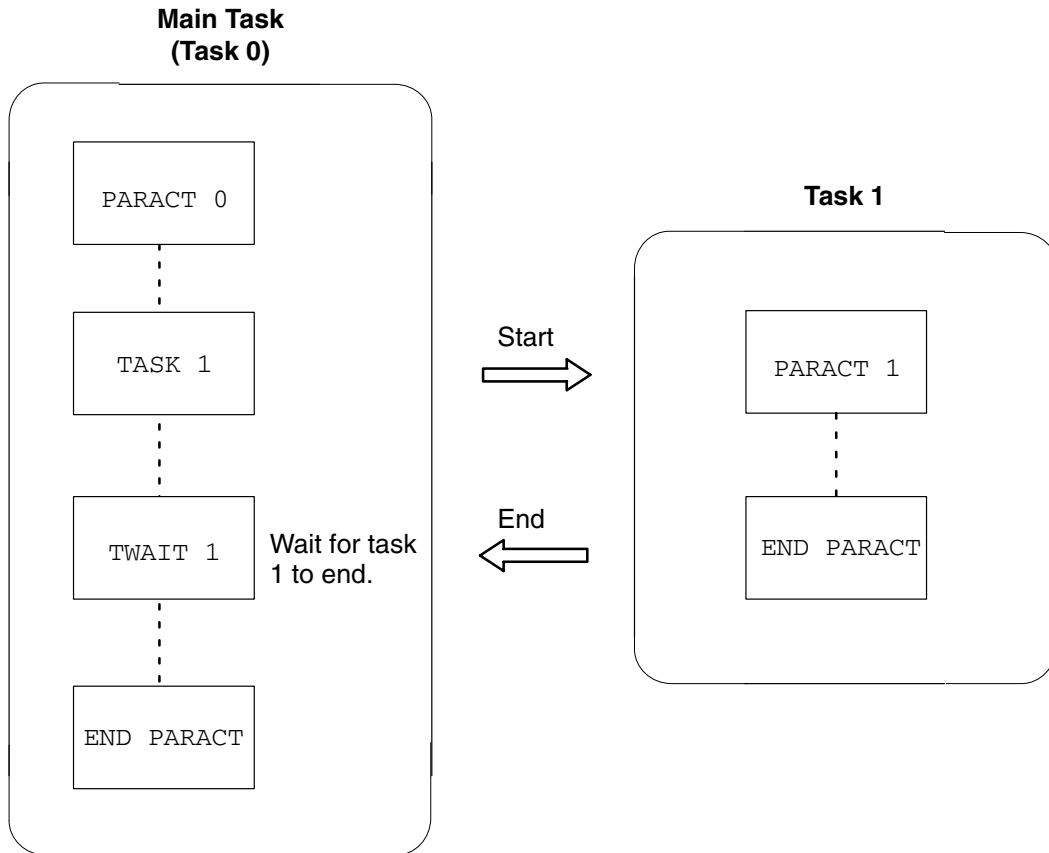 Main Task
(Task 0)
PARACT 0
TASK 1
TWAIT 1
Wait for task
1 to end.
END PARACT
Start
End
Task 1
PARACT 1
END PARACT